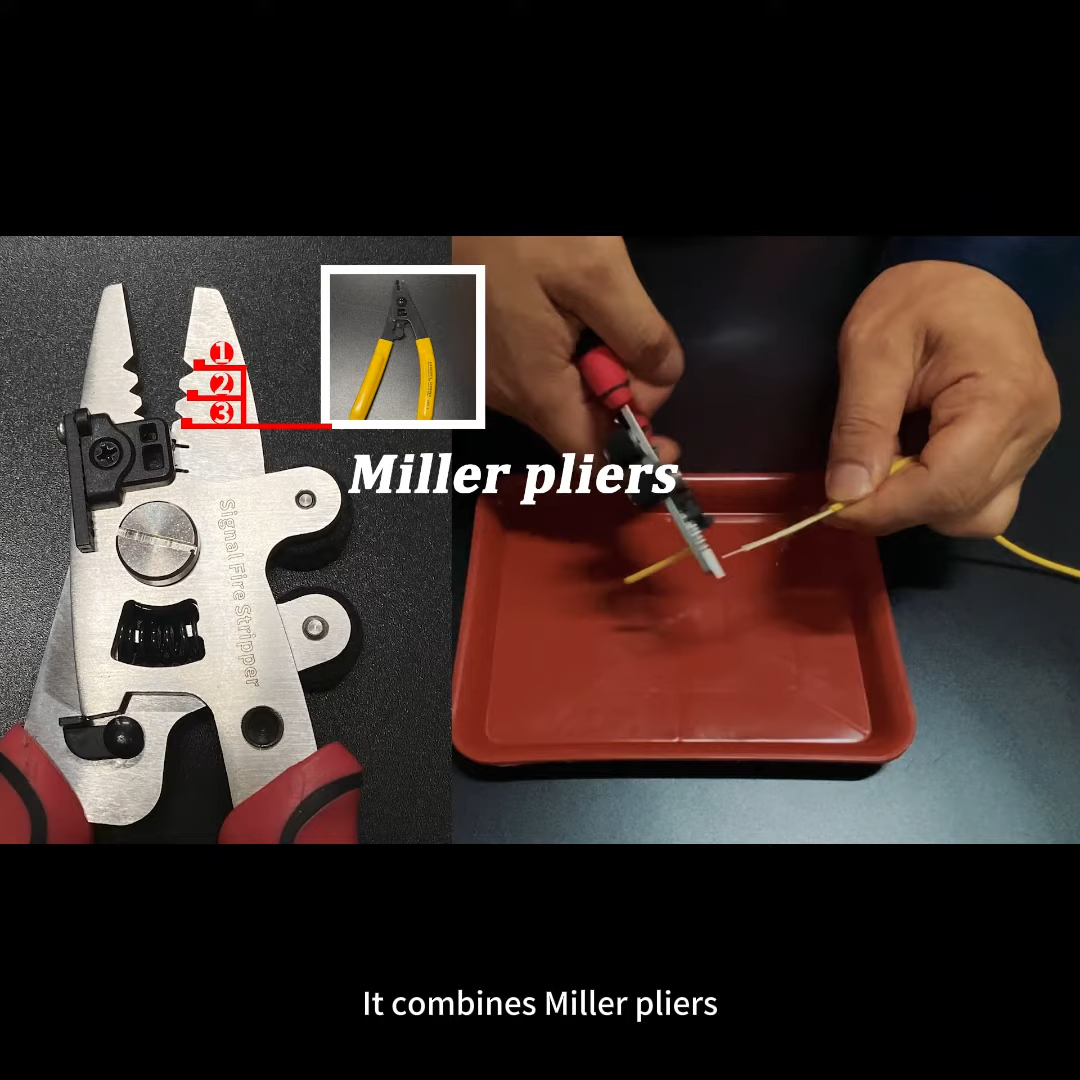 1
2
3
Miller pliers
Signal Fire Stripper
It combines Miller pliers